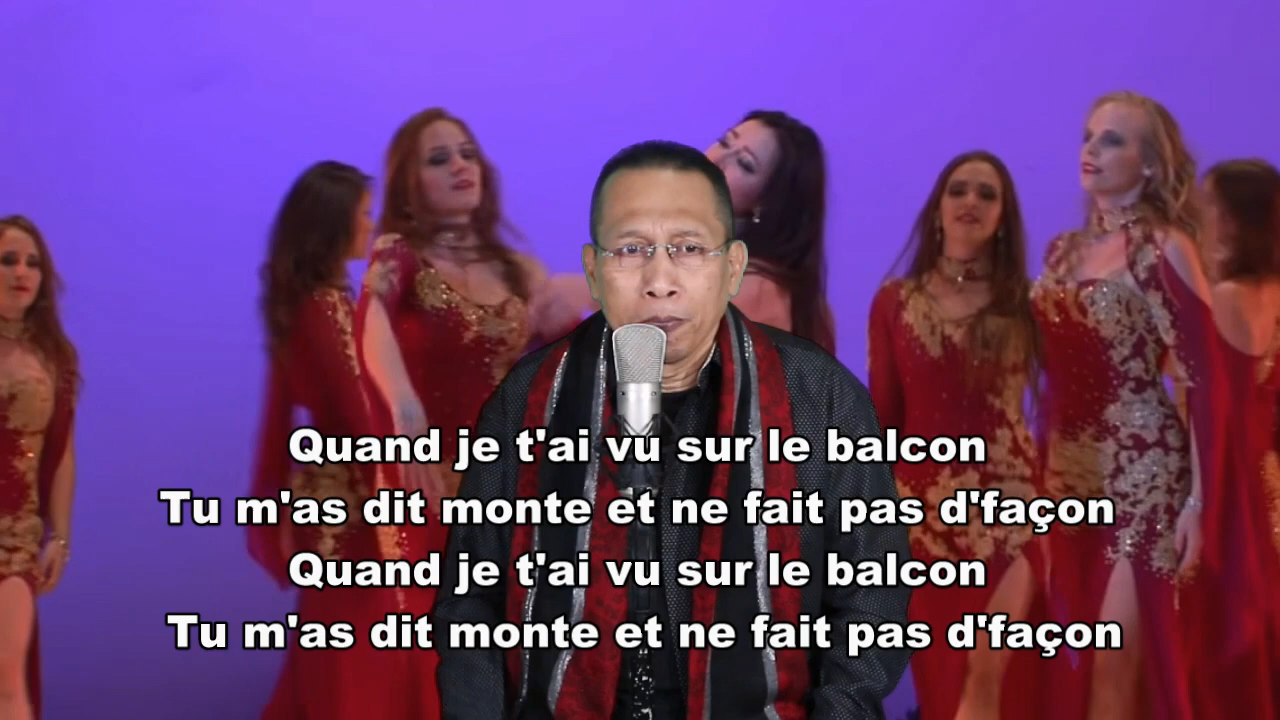 Quand je t'ai vu sur le balcon
Tu m'as dit monte et ne fait pas d'façon
Quand je t'ai vu sur le balcon
Tu m'as dit monte et ne fait pas d'façon